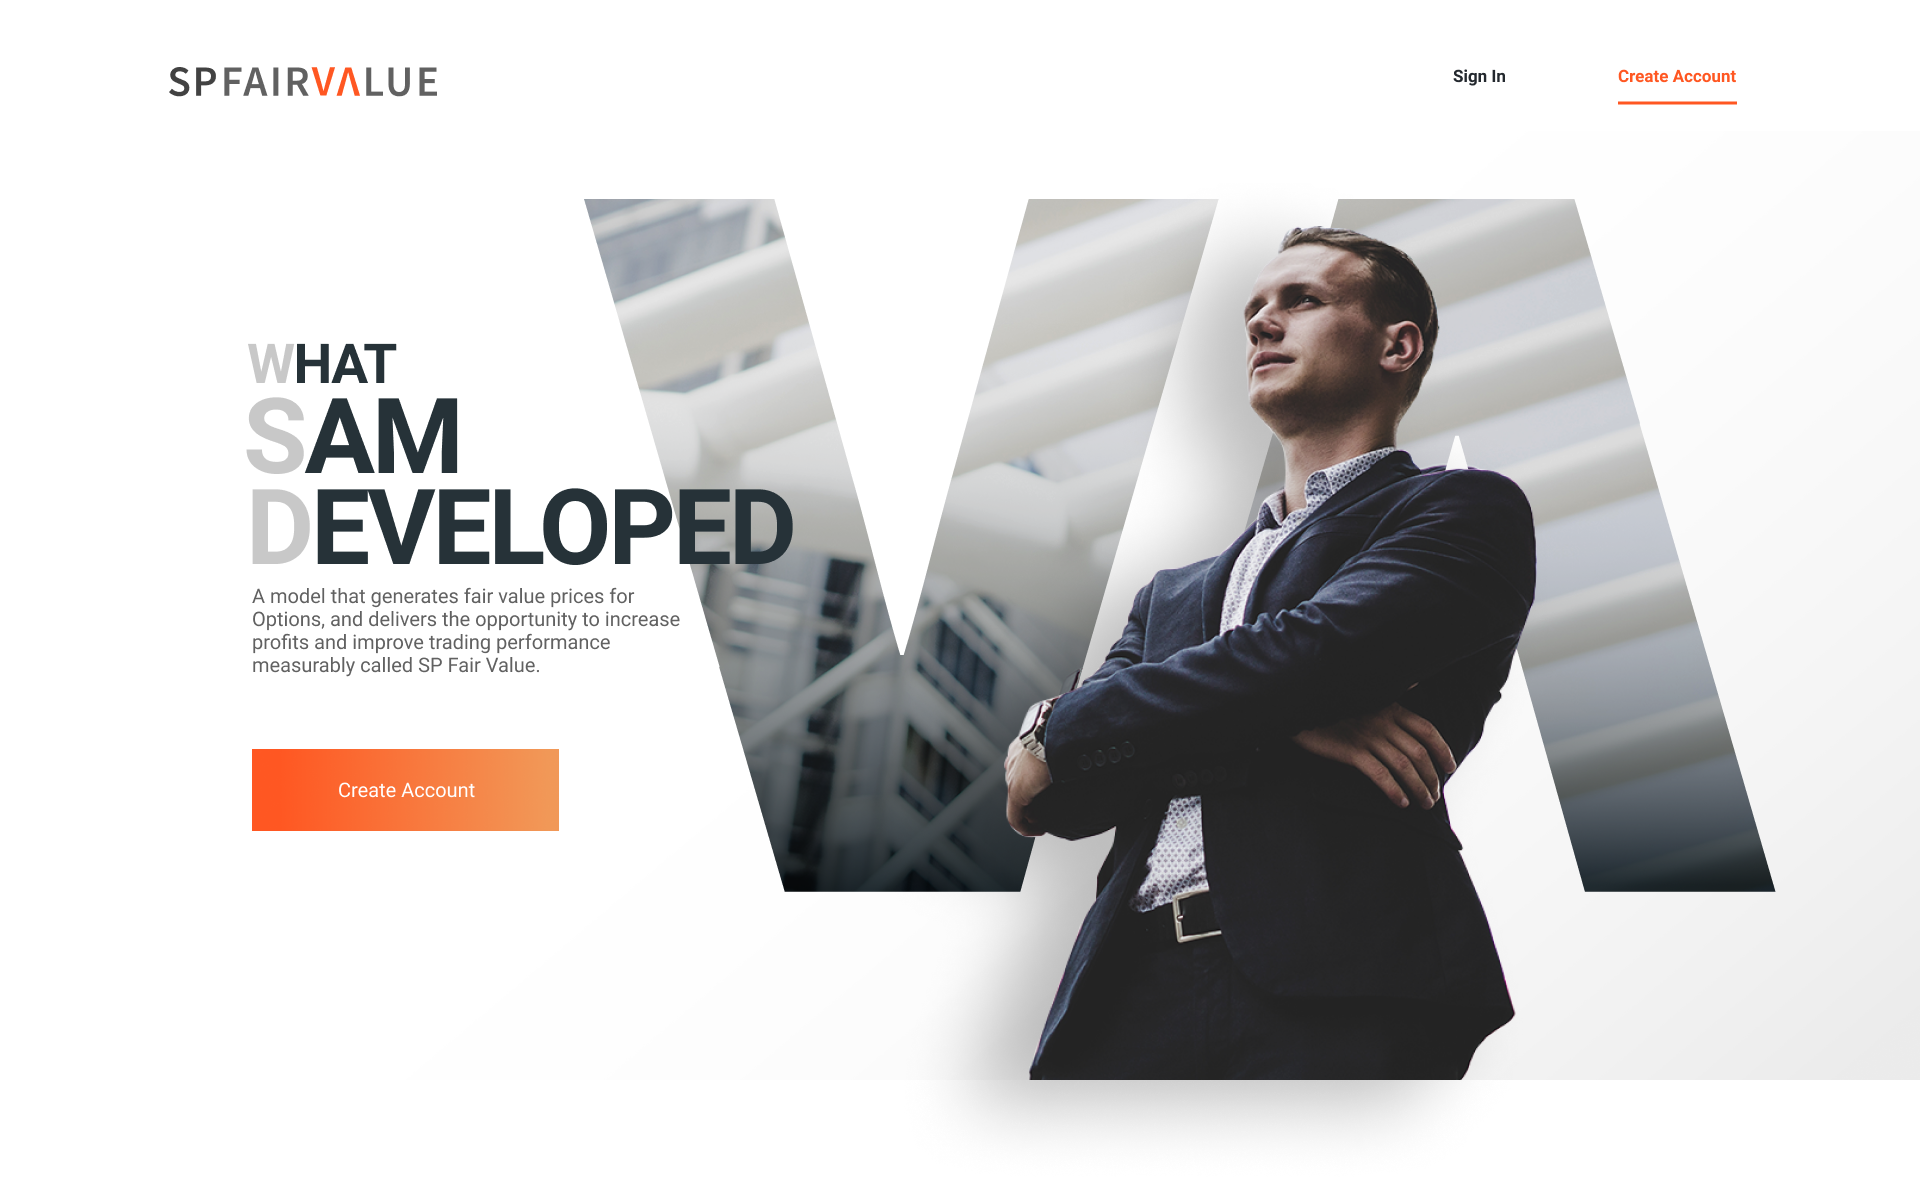 SPFAIRVALUE
Sign In
Create Account
WHAT
SAM
DEVELOPED
A model that generates fair value prices for
Options, and delivers the opportunity to increase
profits and improve trading performance
measurably called SP Fair Value.
Create Account